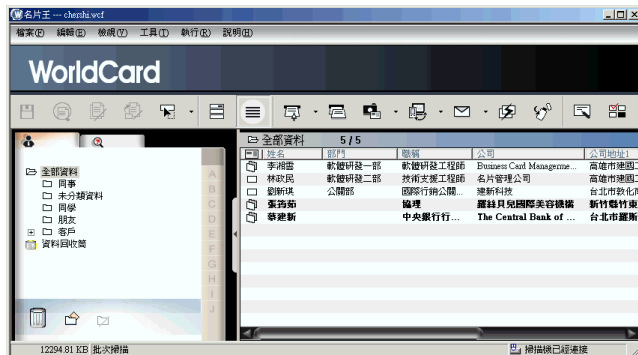 名片王 --- chershi.wcf
檔案(F) 編輯(E) 檢視(V) 工具(T) 執行(R) 說明(H)
WorldCard
全部資料 5 / 5
姓名 部門 職稱 公司 公司地址1
李湘雲 軟體研發一部 軟體研發工程師 Business Card Manageme... 高雄市建國
林政民 軟體研發二部 技術支援工程師 名片管理公司 高雄市建國
劉新琪 公關部 國際行銷公關... 建新科技 台北市敦化
張筠茹 協理 羅絲貝兒國際美容機構 新竹縣竹東
蔡建新 中央銀行行... The Central Bank of ... 台北市羅斯
全部資料
同事
未分類資料
同學
朋友
客戶
資料回收筒
A
B
C
D
E
F
G
H
I
J
12294.81 KB 批次掃描 掃描機已經連接